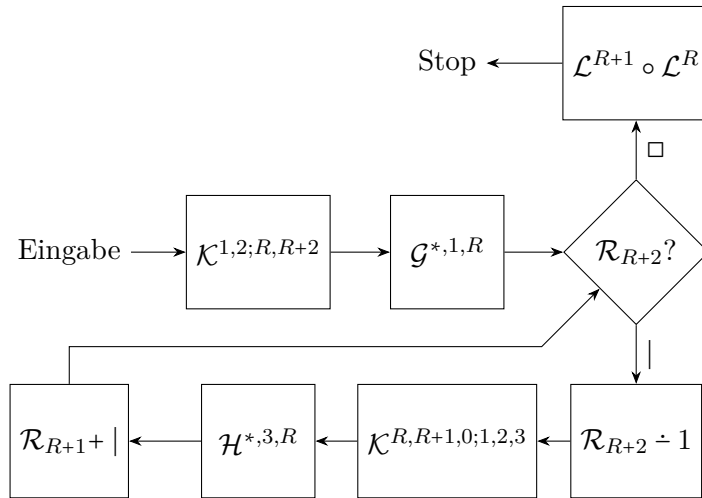 Stop
ℒ^{R+1} ∘ ℒ^{R}
□
Eingabe
𝒦^{1,2;R,R+2}
𝒢^{*,1,R}
ℛ_{R+2}?
|
ℛ_{R+1}+ |
ℋ^{*,3,R}
𝒦^{R,R+1,0;1,2,3}
ℛ_{R+2} ∸ 1